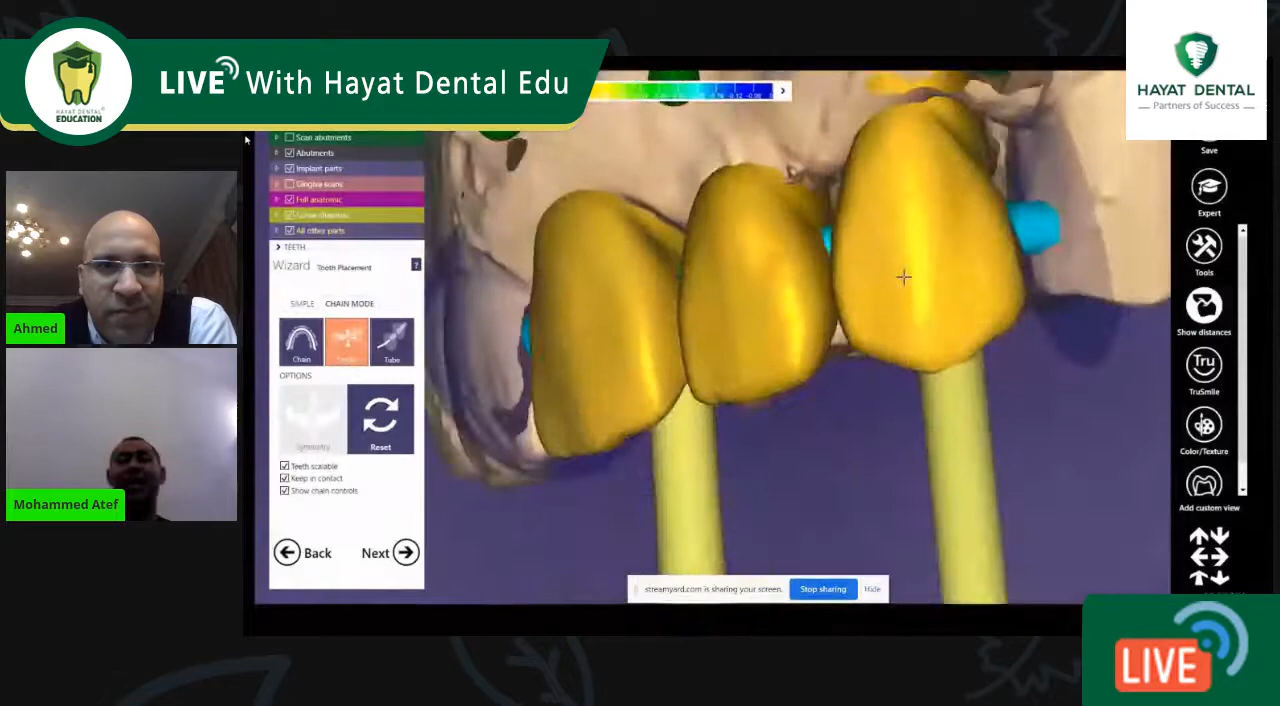 LIVE With Hayat Dental Edu
HAYAT DENTAL
EDUCATION
HAYAT DENTAL
Partners of Success
Scan abutments
Abutments
Implant parts
Gingiva scans
Full anatomic
All other parts
TEETH
Wizard Tooth Placement ?
SIMPLE CHAIN MODE
Chain
Tube
OPTIONS
Symmetry
Reset
Teeth scalable
Keep in contact
Show chain controls
Back
Next
Ahmed
Mohammed Atef
Save
Expert
Tools
Show distances
Tru
TruSmile
Color/Texture
Add custom view
streamyard.com is sharing your screen.
Stop sharing
Hide
LIVE